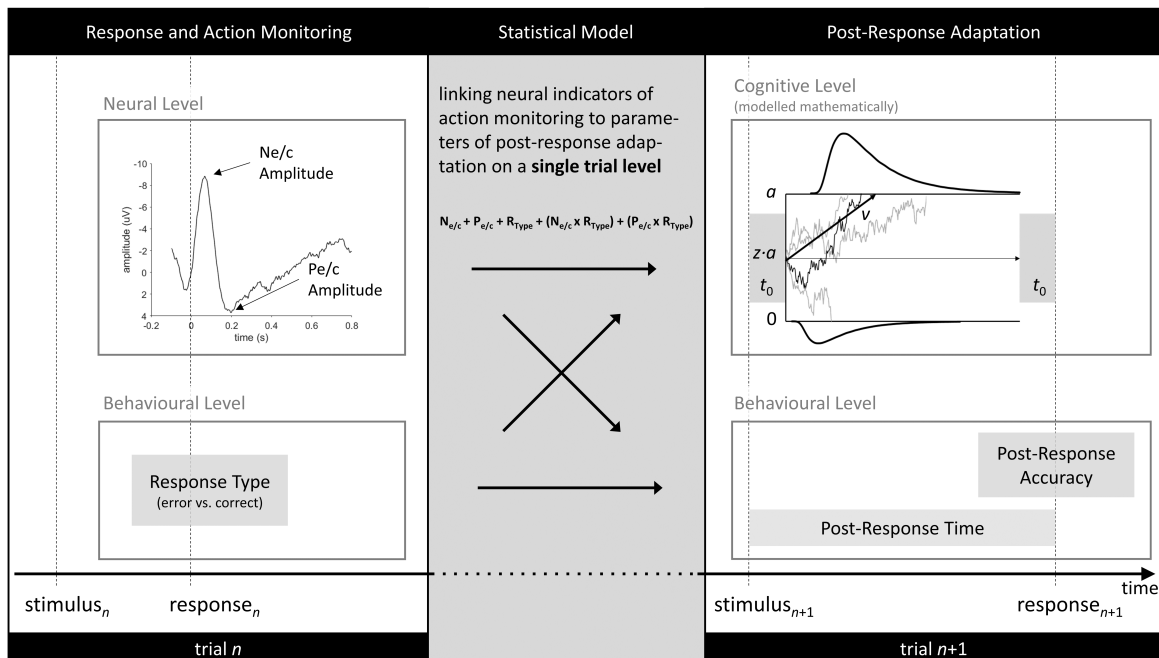 Response and Action Monitoring
Statistical Model
Post-Response Adaptation
Neural Level
Ne/c
Amplitude
Pe/c
Amplitude
amplitude (uV)
-10
-8
-6
-4
-2
0
2
4
-0.2
0
0.2
0.4
0.6
0.8
time (s)
Behavioural Level
Response Type
(error vs. correct)
linking neural indicators of
action monitoring to parame-
ters of post-response adap-
tation on a single trial level
Ne/c + Pe/c + RType + (Ne/c x RType) + (Pe/c x RType)
Cognitive Level
(modelled mathematically)
a
v
z·a
t0
t0
0
Behavioural Level
Post-Response
Accuracy
Post-Response Time
time
stimulusn
responsen
stimulusn+1
responsen+1
trial n
trial n+1